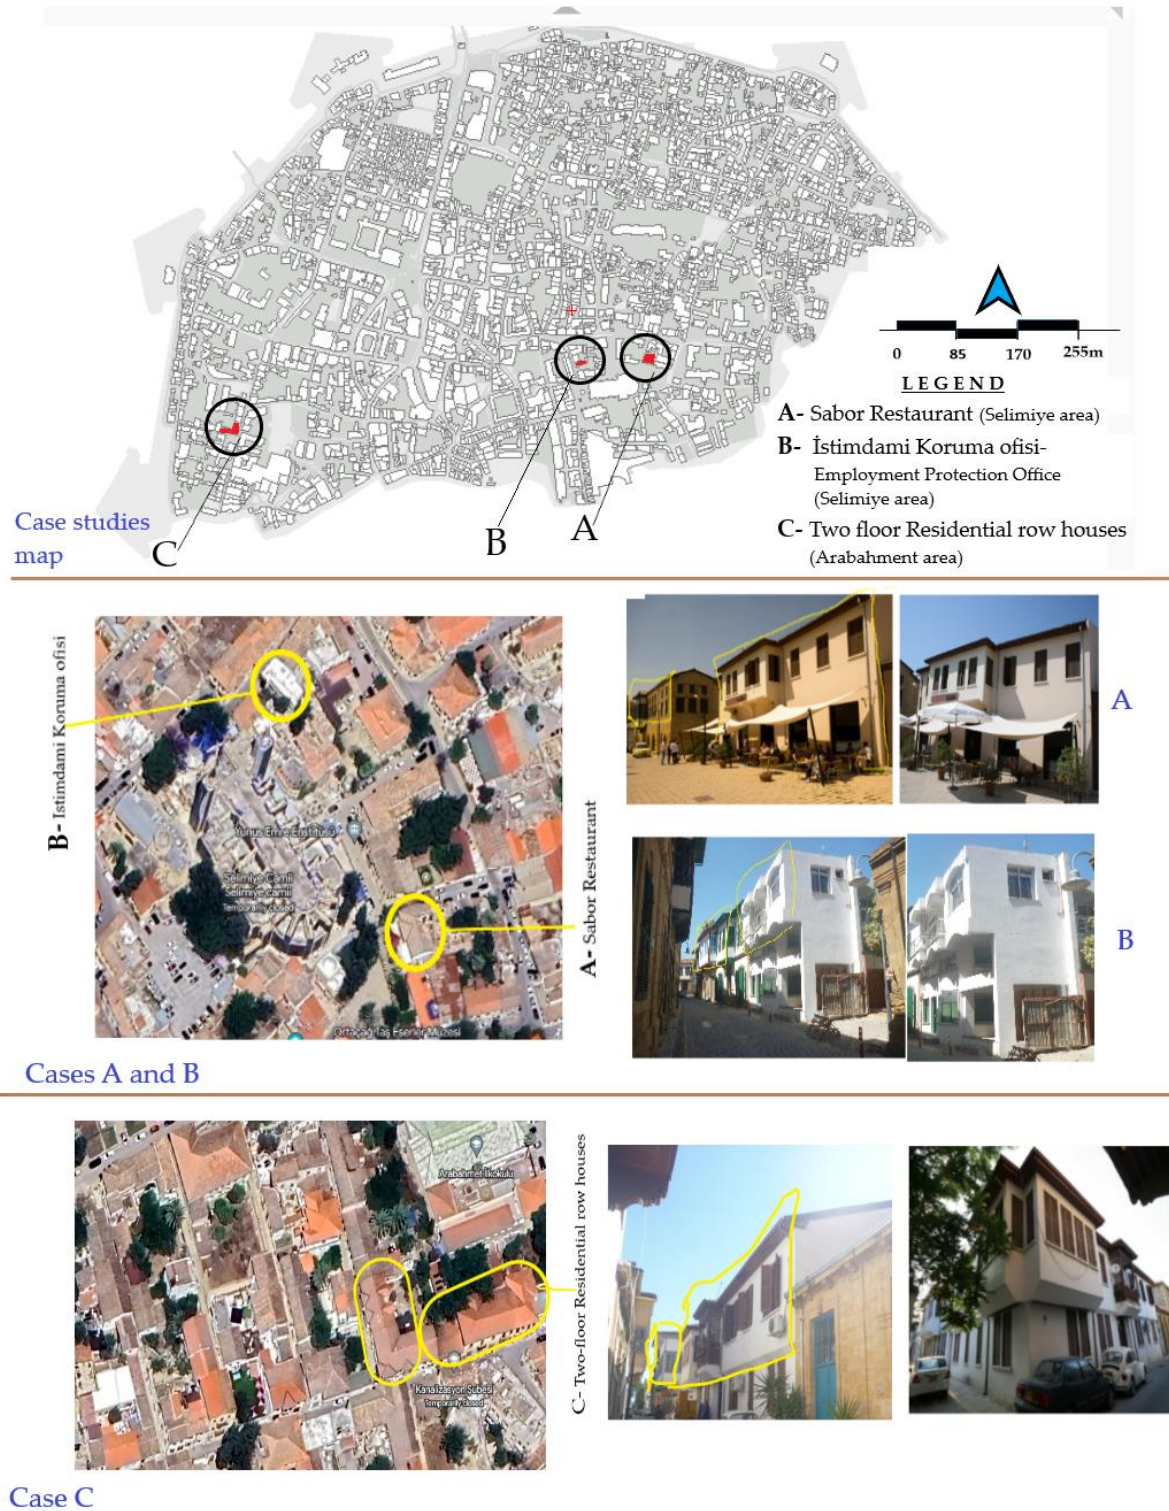 0 85 170 255m
LEGEND
A- Sabor Restaurant (Selimiye area)
B- İstimdami Koruma ofisi-
Employment Protection Office
(Selimiye area)
C- Two floor Residential row houses
(Arabahment area)
Case studies
map
C
B
A
B- Istimdami Koruma ofisi
Yunus Emre Enstitüsü
Selimiye Camii
Selimiye camii
Temporarily closed
Ortaçağ Taş Eserler Müzesi
A- Sabor Restaurant
A
B
Cases A and B
Arabahmet İlkokulu
Kanalizasyon Şubesi
Temporarily closed
C- Two-floor Residential row houses
Case C